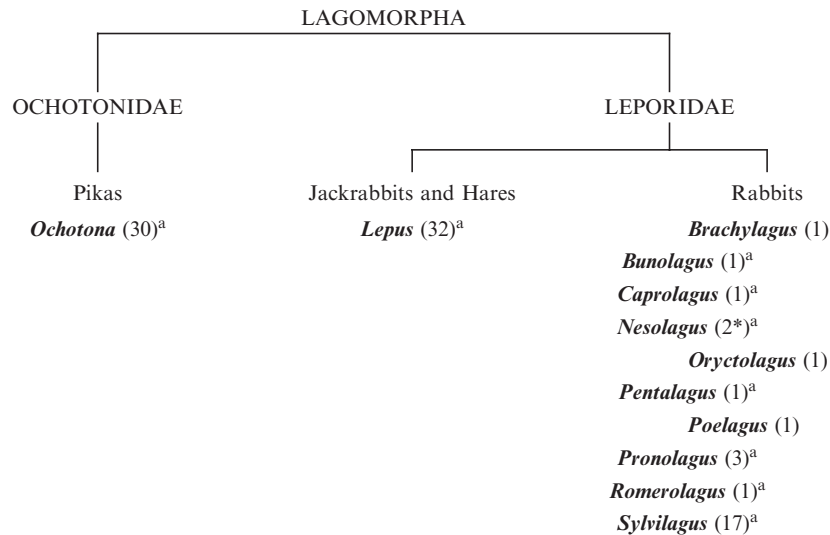 LAGOMORPHA
OCHOTONIDAE
LEPORIDAE
Pikas
Jackrabbits and Hares
Rabbits
Ochotona (30)a
Lepus (32)a
Brachylagus (1)
Bunolagus (1)a
Caprolagus (1)a
Nesolagus (2*)a
Oryctolagus (1)
Pentalagus (1)a
Poelagus (1)
Pronolagus (3)a
Romerolagus (1)a
Sylvilagus (17)a